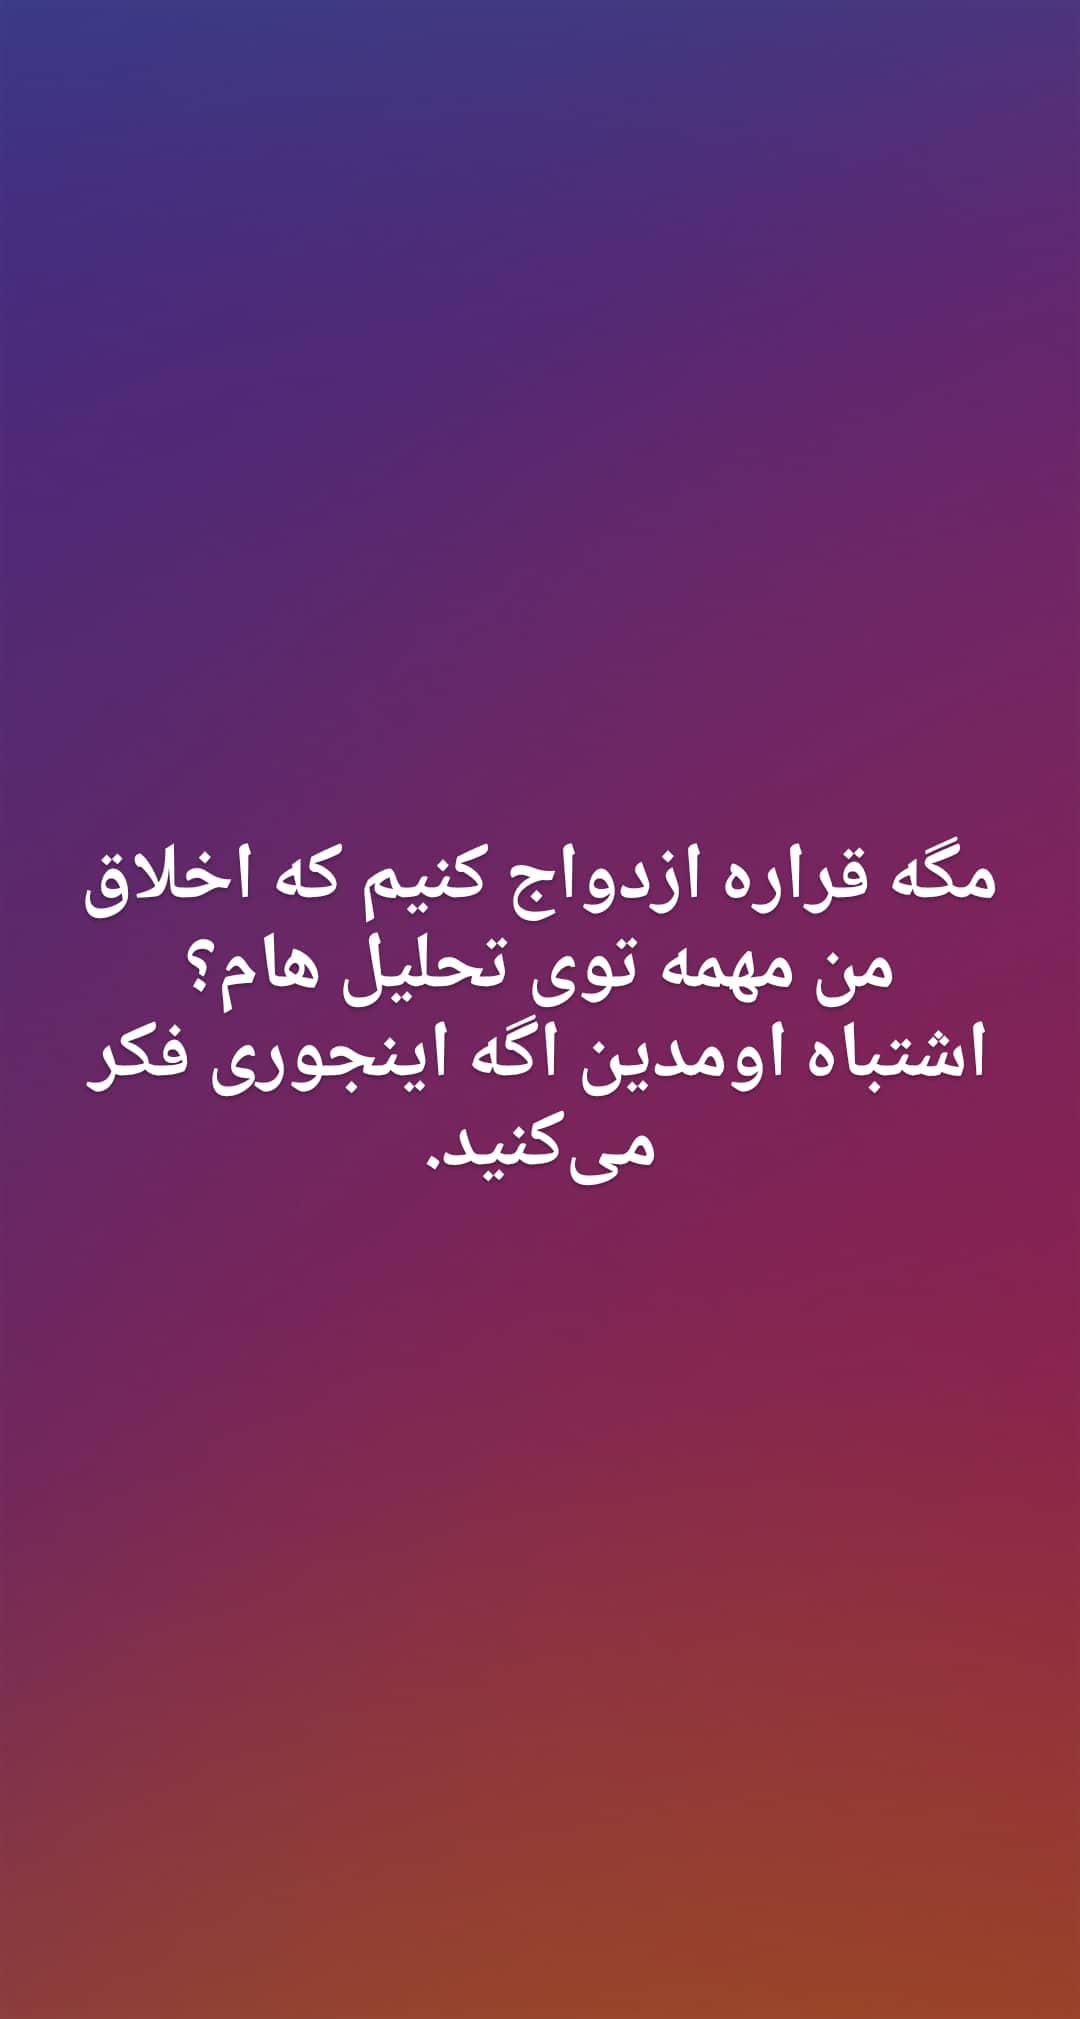 مگه قراره ازدواج کنیم که اخلاق
من مهمه توی تحلیل هام؟
اشتباه اومدین اگه اینجوری فکر
می‌کنید.